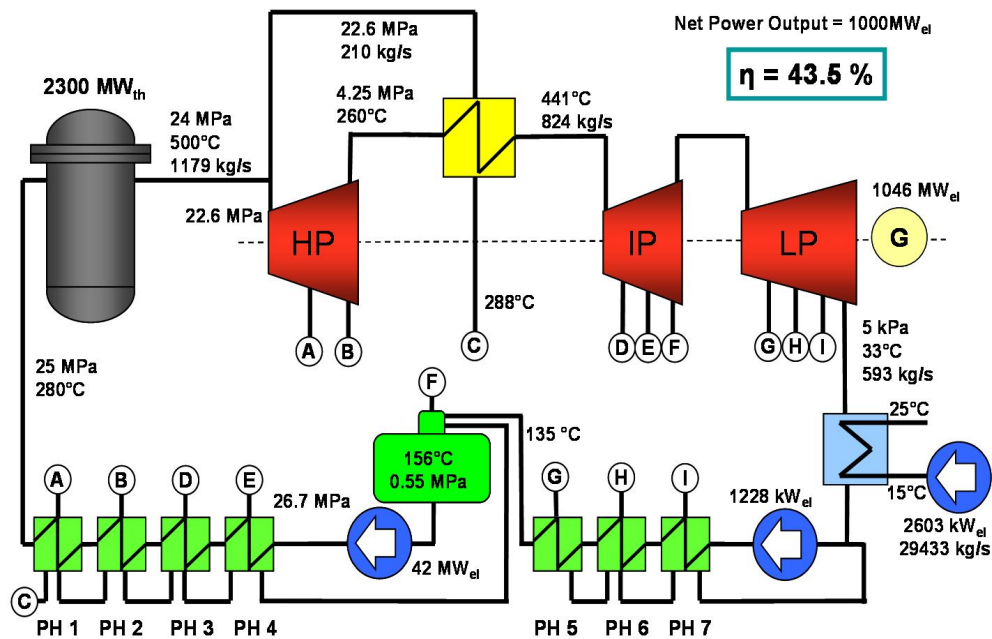 22.6 MPa
210 kg/s
Net Power Output = 1000MWel
η = 43.5 %
2300 MWth
24 MPa
500°C
1179 kg/s
4.25 MPa
260°C
441°C
824 kg/s
22.6 MPa
HP
IP
LP
1046 MWel
G
288°C
A
B
C
D
E
F
G
H
I
5 kPa
33°C
593 kg/s
25 MPa
280°C
F
135 °C
25°C
156°C
0.55 MPa
15°C
A
B
D
E
26.7 MPa
G
H
I
1228 kWel
2603 kWel
29433 kg/s
42 MWel
C
PH 1
PH 2
PH 3
PH 4
PH 5
PH 6
PH 7